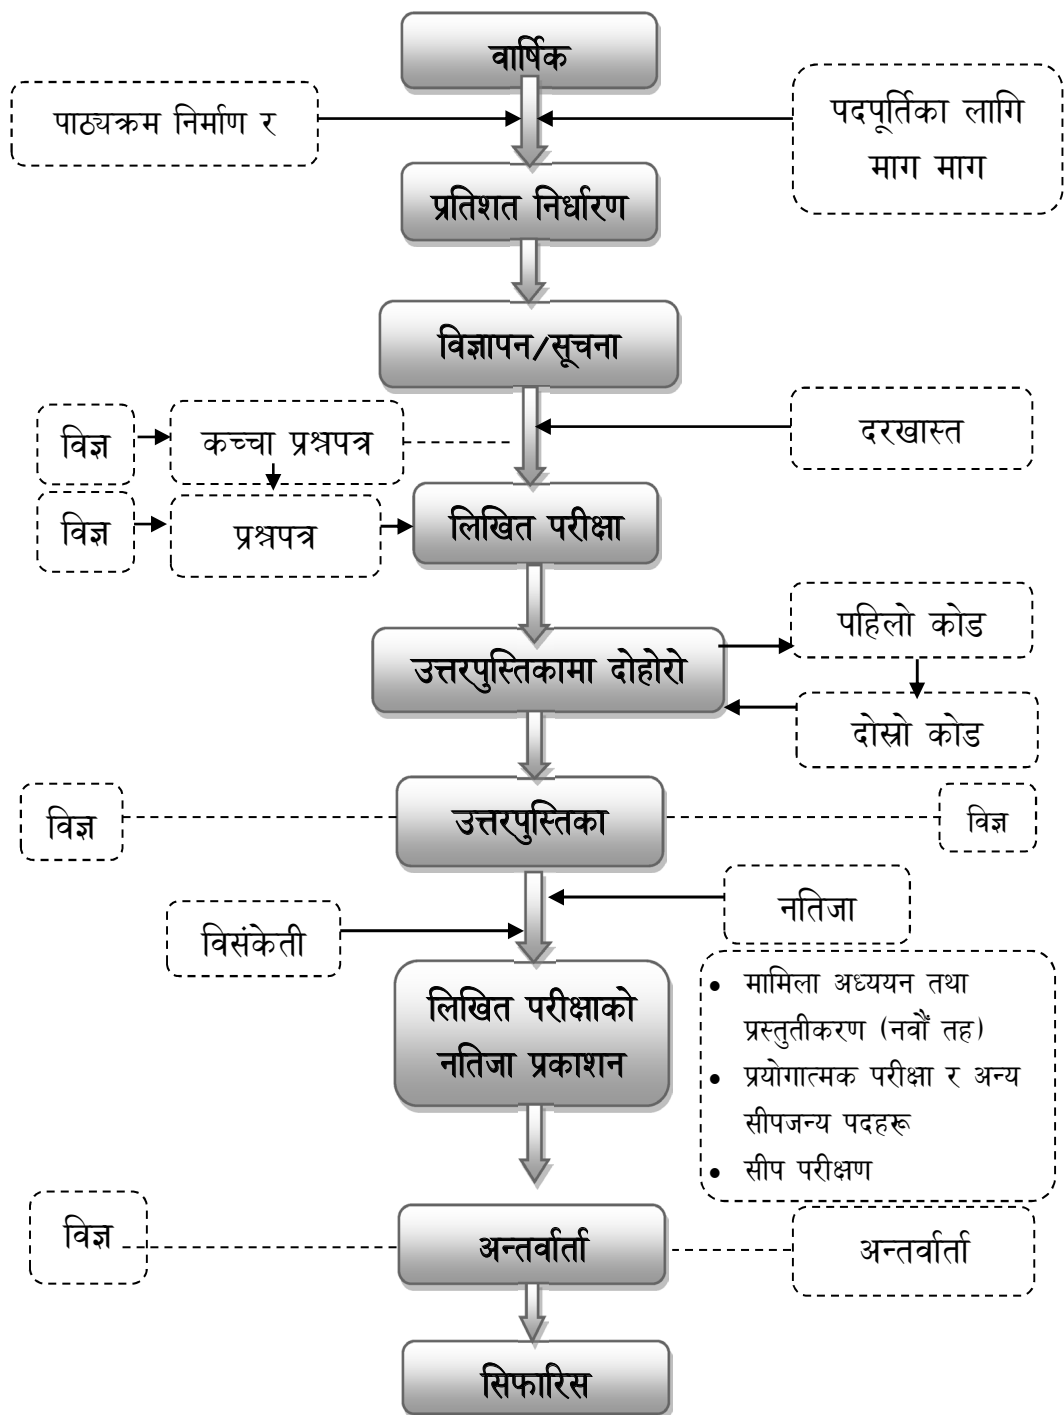 वार्षिक
पाठ्यक्रम निर्माण र
पदपूर्तिका लागि
माग माग
प्रतिशत निर्धारण
विज्ञापन/सूचना
विज्ञ
कच्चा प्रश्नपत्र
दरखास्त
विज्ञ
प्रश्नपत्र
लिखित परीक्षा
पहिलो कोड
उत्तरपुस्तिकामा दोहोरो
दोस्रो कोड
विज्ञ
उत्तरपुस्तिका
विज्ञ
नतिजा
विसंकेती
लिखित परीक्षाको
नतिजा प्रकाशन
• मामिला अध्ययन तथा
प्रस्तुतीकरण (नवौँ तह)
• प्रयोगात्मक परीक्षा र अन्य
सीपजन्य पदहरू
• सीप परीक्षण
विज्ञ
अन्तर्वार्ता
अन्तर्वार्ता
सिफारिस